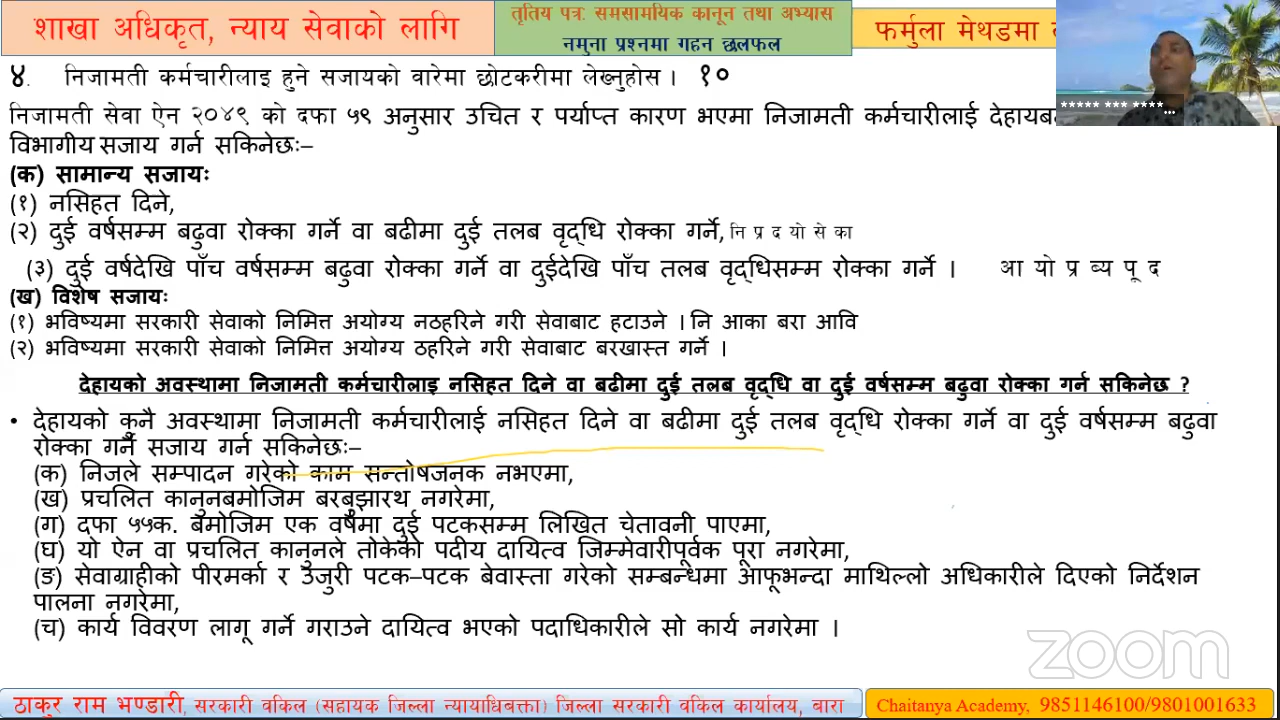 शाखा अधिकृत, न्याय सेवाको लागि
तृतिय पत्र: समसामयिक कानून तथा अभ्यास
नमुना प्रश्नमा गहन छलफल
फर्मुला मेथडमा
***** *** ****...
४. निजामती कर्मचारीलाइ हुने सजायको वारेमा छोटकरीमा लेख्नुहोस । १०
निजामती सेवा ऐन २०४९ को दफा ५९ अनुसार उचित र पर्याप्त कारण भएमा निजामती कर्मचारीलाई
विभागीय सजाय गर्न सकिनेछः–
(क) सामान्य सजायः
(१) नसिहत दिने,
(२) दुई वर्षसम्म बढुवा रोक्का गर्ने वा बढीमा दुई तलब वृद्धि रोक्का गर्ने, नि प्र द यो से का
(३) दुई वर्षदेखि पाँच वर्षसम्म बढुवा रोक्का गर्ने वा दुईदेखि पाँच तलब वृद्धिसम्म रोक्का गर्ने । आ यो प्र ब्य पू द
(ख) विशेष सजायः
(१) भविष्यमा सरकारी सेवाको निमित्त अयोग्य नठहरिने गरी सेवाबाट हटाउने । नि आका बरा आवि
(२) भविष्यमा सरकारी सेवाको निमित्त अयोग्य ठहरिने गरी सेवाबाट बरखास्त गर्ने ।
देहायको अवस्थामा निजामती कर्मचारीलाइ नसिहत दिने वा बढीमा दुई तलब वृद्धि वा दुई वर्षसम्म बढुवा रोक्का गर्न सकिनेछ ?
• देहायको कुनै अवस्थामा निजामती कर्मचारीलाई नसिहत दिने वा बढीमा दुई तलब वृद्धि रोक्का गर्ने वा दुई वर्षसम्म बढुवा
रोक्का गर्ने सजाय गर्न सकिनेछः–
(क) निजले सम्पादन गरेको काम सन्तोषजनक नभएमा,
(ख) प्रचलित कानुनबमोजिम बरबुझारथ नगरेमा,
(ग) दफा ५५क. बमोजिम एक वर्षमा दुई पटकसम्म लिखित चेतावनी पाएमा,
(घ) यो ऐन वा प्रचलित कानुनले तोकेको पदीय दायित्व जिम्मेवारीपूर्वक पूरा नगरेमा,
(ङ) सेवाग्राहीको पीरमर्का र उजुरी पटक–पटक बेवास्ता गरेको सम्बन्धमा आफूभन्दा माथिल्लो अधिकारीले दिएको निर्देशन
पालना नगरेमा,
(च) कार्य विवरण लागू गर्ने गराउने दायित्व भएको पदाधिकारीले सो कार्य नगरेमा ।
zoom
ठाकुर राम भण्डारी, सरकारी वकिल (सहायक जिल्ला न्यायाधिबक्ता) जिल्ला सरकारी वकिल कार्यालय, बारा
Chaitanya Academy, 9851146100/9801001633